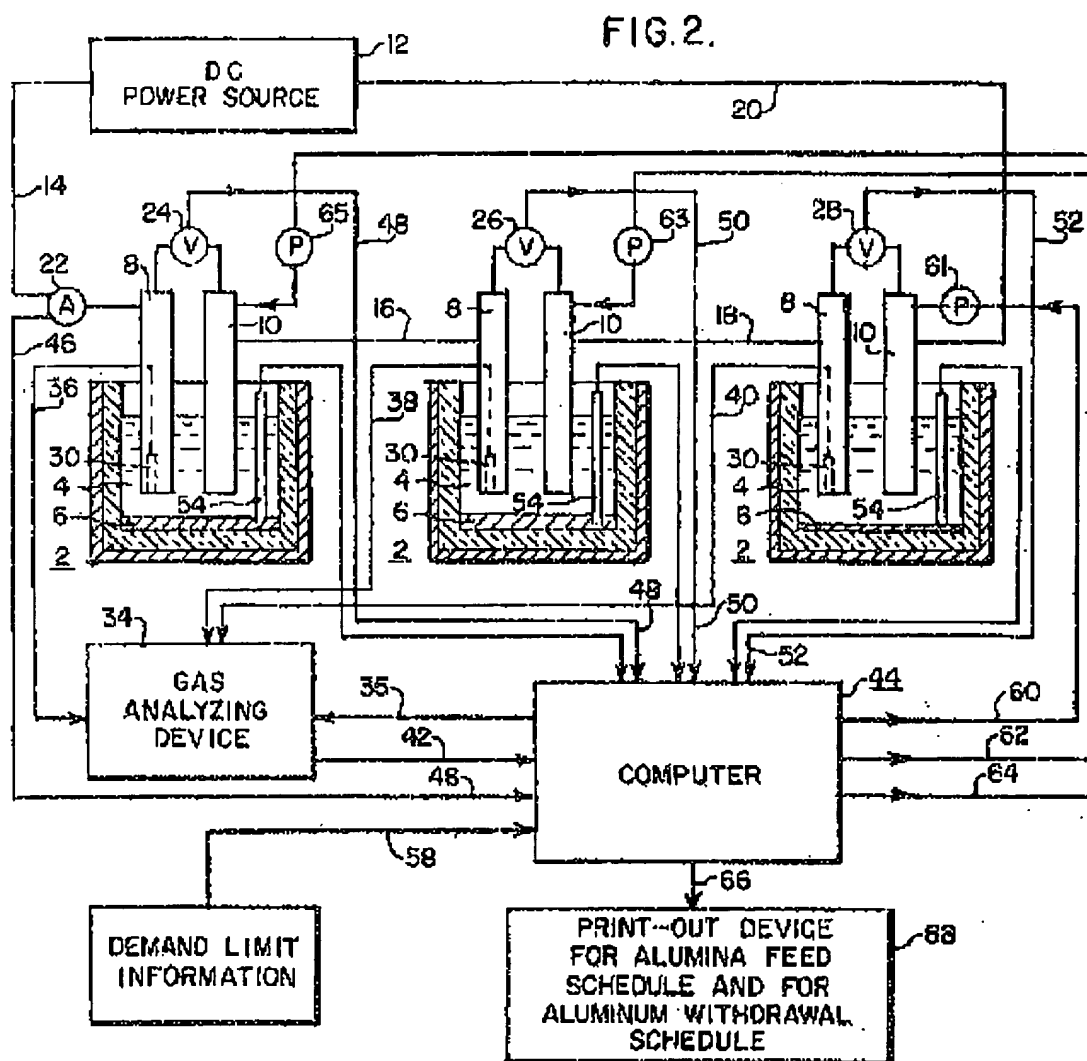 FIG. 2.
12
DC
POWER SOURCE
20
14
24
V
65
P
48
26
V
63
P
50
28
V
52
61
P
22
A
8
10
16
8
10
18
8
10
46
36
38
40
30
4
6
54
2
30
4
6
54
2
30
4
6
54
2
34
48
50
52
44
GAS
ANALYZING
DEVICE
35
42
48
COMPUTER
60
62
64
58
66
DEMAND LIMIT
INFORMATION
PRINT-OUT DEVICE
FOR ALUMINA FEED
SCHEDULE AND FOR
ALUMINUM WITHDRAWAL
SCHEDULE
68